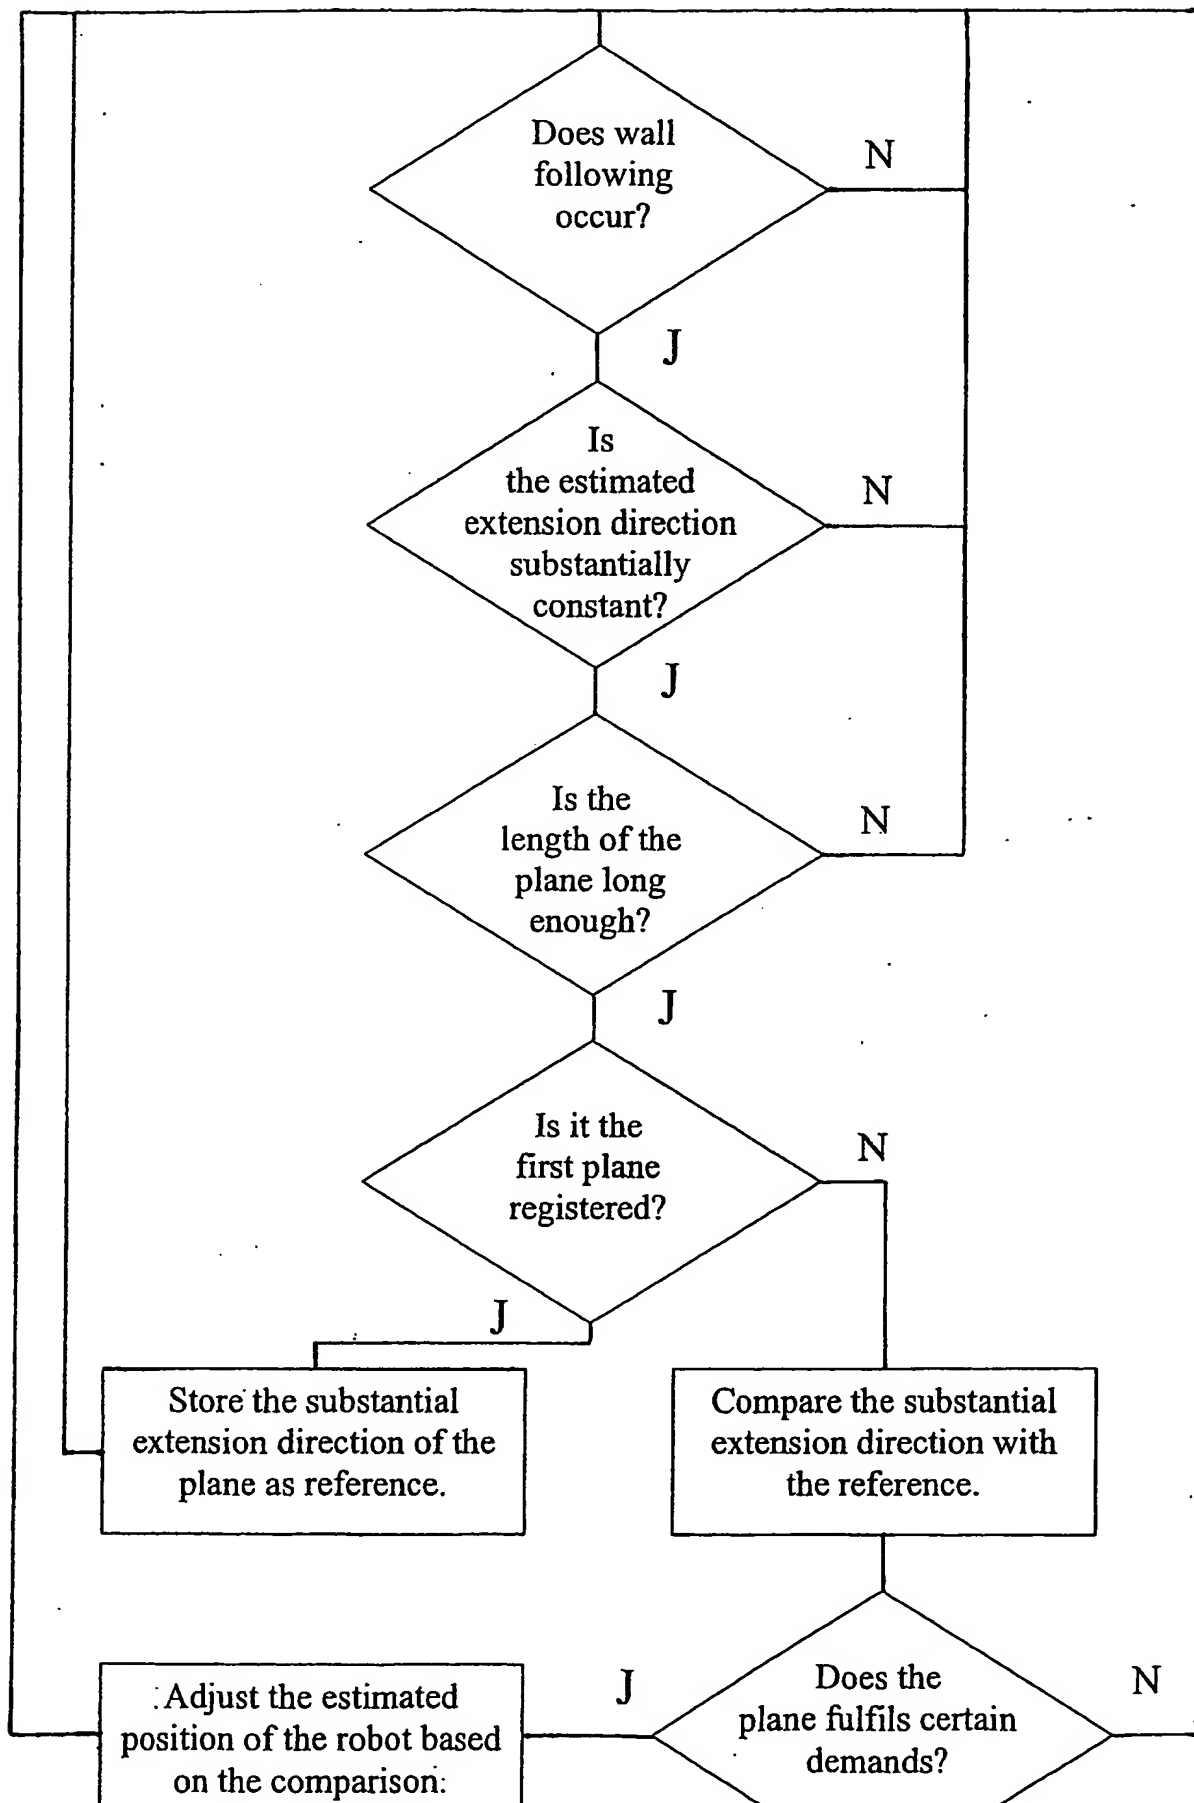 Does wall
following
occur?
N
J
Is
the estimated
extension direction
substantially
constant?
N
J
Is the
length of the
plane long
enough?
N
J
Is it the
first plane
registered?
N
J
Store the substantial
extension direction of the
plane as reference.
Compare the substantial
extension direction with
the reference.
Adjust the estimated
position of the robot based
on the comparison.
J
Does the
plane fulfils certain
demands?
N